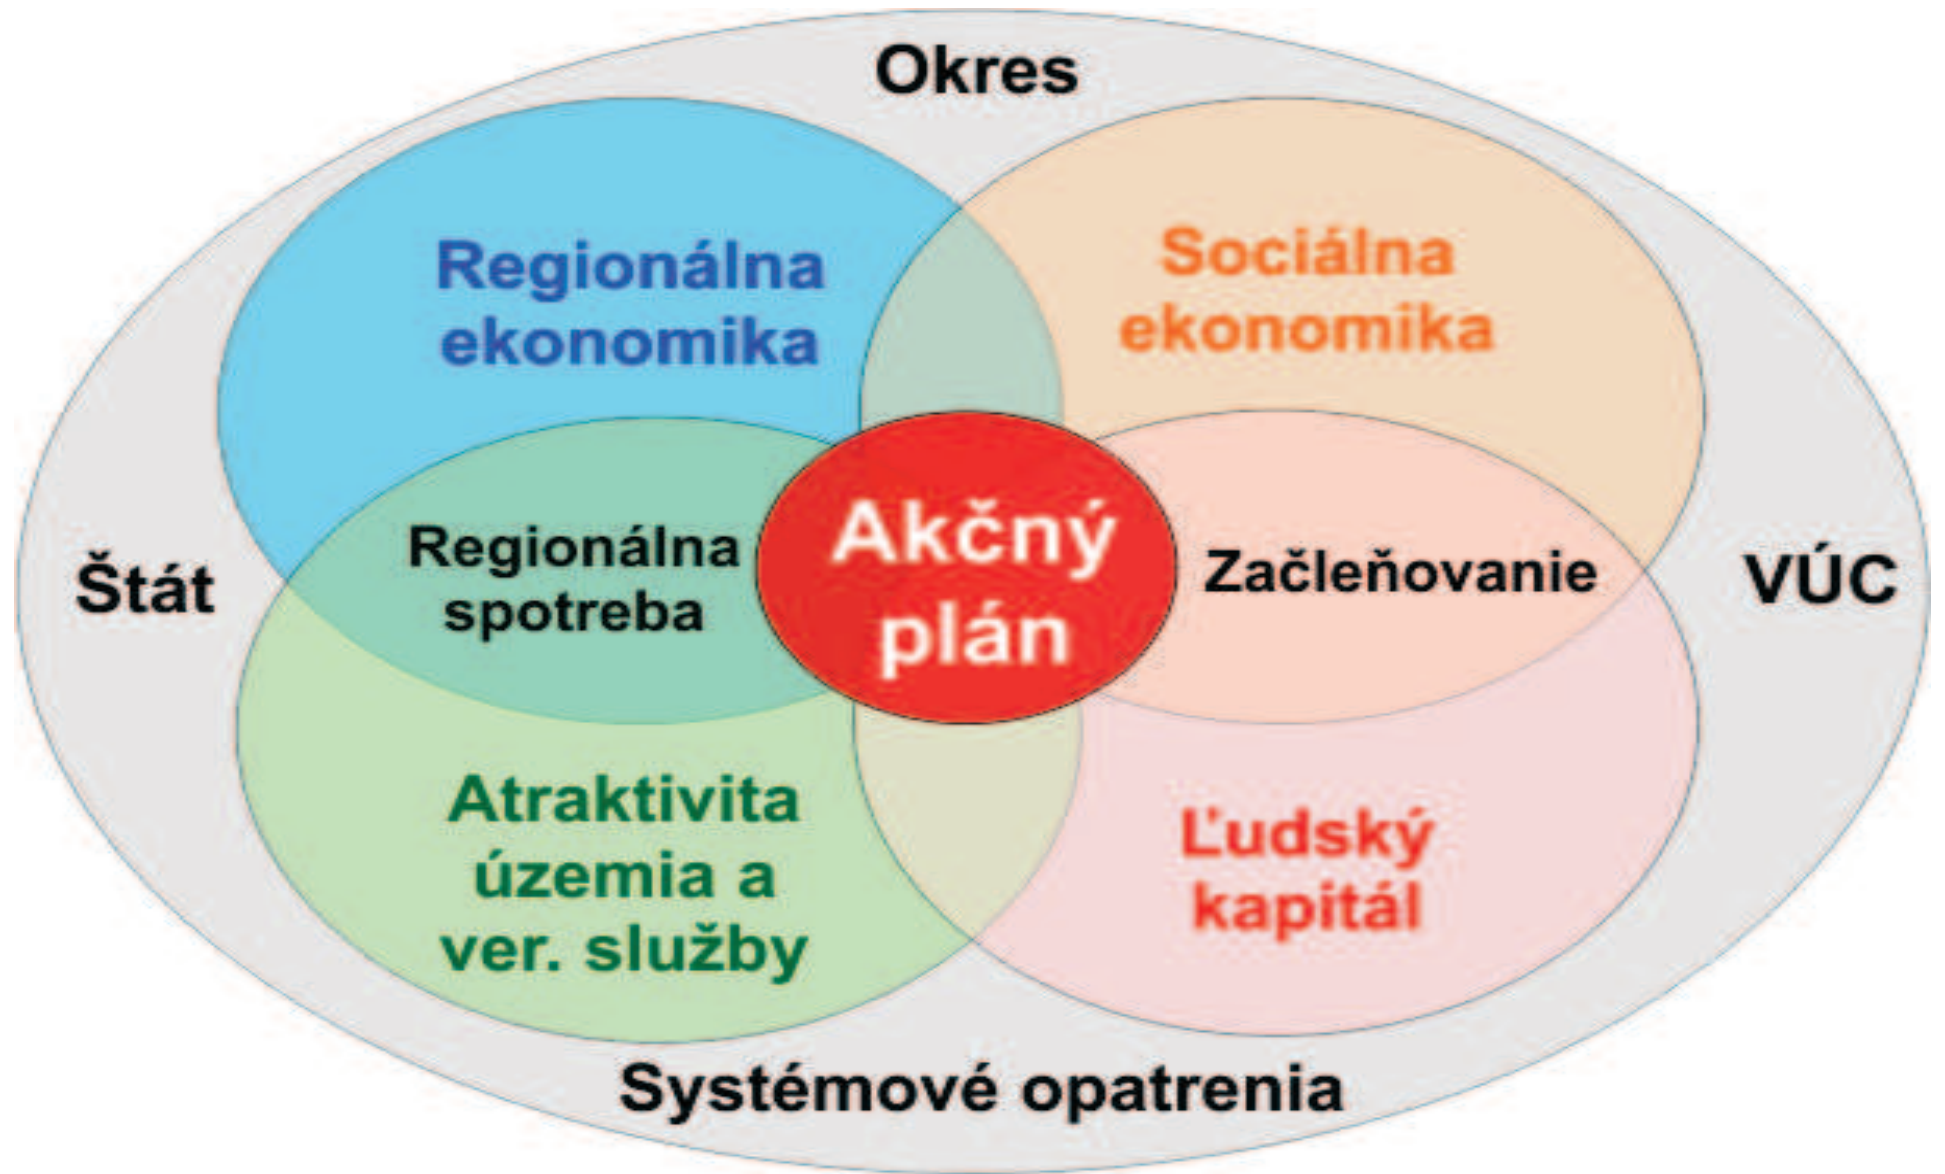 Okres
Regionálna
ekonomika
Sociálna
ekonomika
Štát
Regionálna
spotreba
Akčný
plán
Začleňovanie
VÚC
Atraktivita
územia a
ver. služby
Ľudský
kapitál
Systémové opatrenia